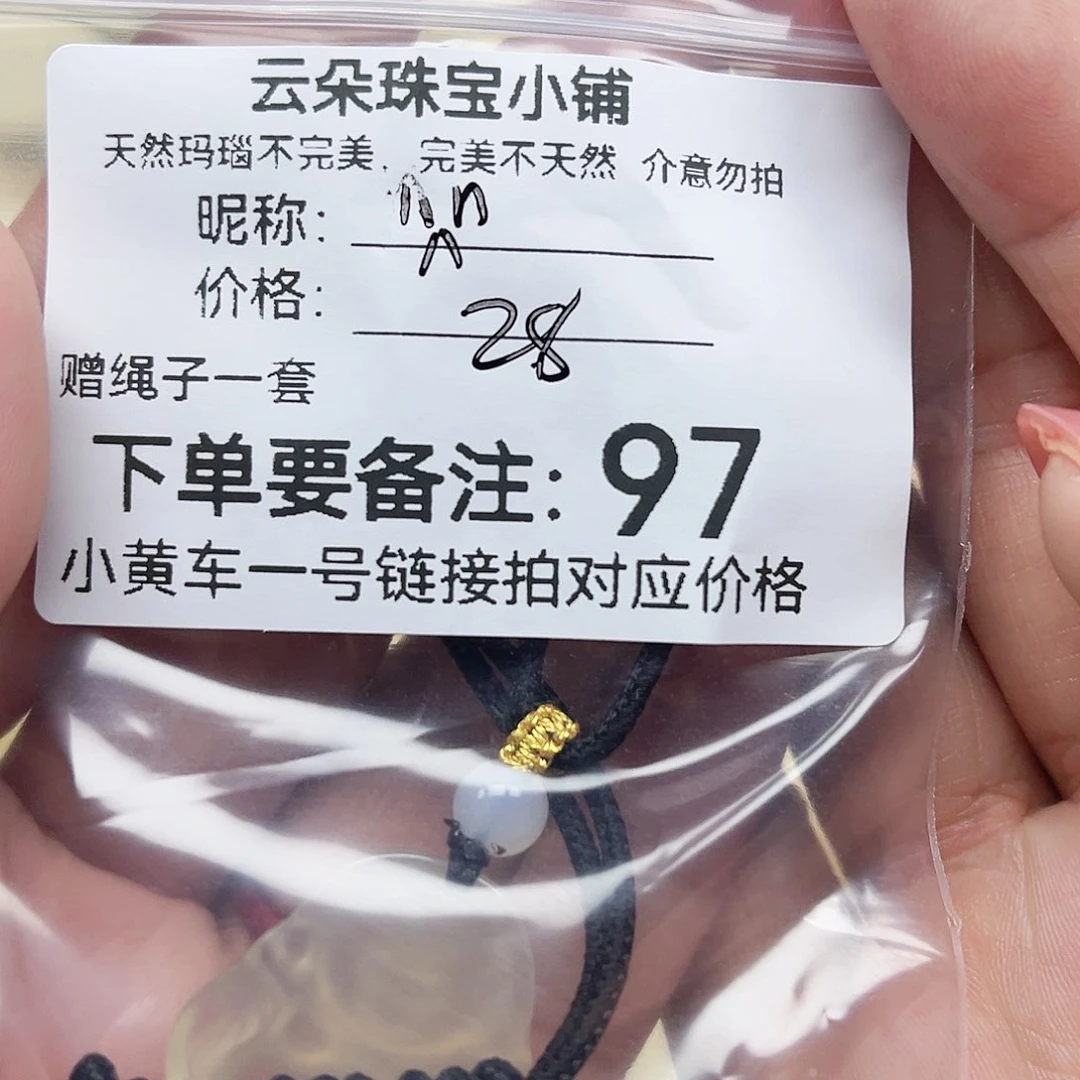 云朵珠宝小铺
天然玛瑙不完美. 完美不天然 介意勿拍
昵称:
价格: 28
赠绳子一套
下单要备注: 97
小黄车一号链接拍对应价格